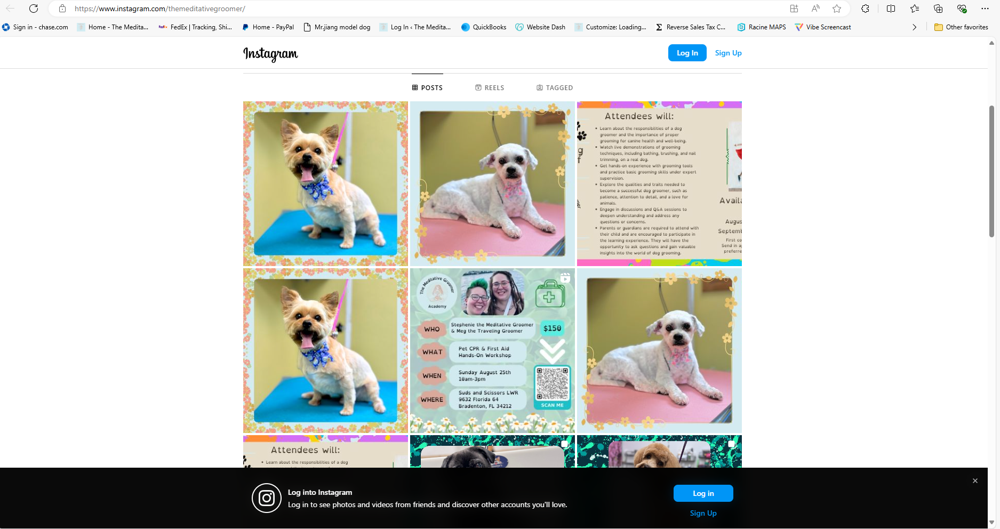 https://www.instagram.com/themeditativegroomer/
Sign in - chase.com
Home - The Medita...
FedEx | Tracking, Shi...
Home - PayPal
Mr.jiang model dog
Log In ‹ The Medita...
QuickBooks
Website Dash
Customize: Loading...
Reverse Sales Tax C...
Racine MAPS
Vibe Screencast
Other favorites
Instagram
Log In
Sign Up
POSTS
REELS
TAGGED
Attendees will:
• Learn about the responsibilities of a dog
groomer and the importance of proper
grooming for canine health and well-being.
• Watch live demonstrations of grooming
techniques, including bathing, brushing, and nail
trimming, on a real dog.
• Get hands-on experience with grooming tools
and practice basic grooming skills under expert
supervision.
• Explore the qualities and traits needed to
become a successful dog groomer, such as
patience, attention to detail, and a love for
animals.
• Engage in discussions and Q&A sessions to
deepen understanding and address any
questions or concerns.
• Parents or guardians are required to attend with
their child and are encouraged to participate in
the learning experience. They will have the
opportunity to ask questions and gain valuable
insights into the world of dog grooming.
Availa
Augus
Septemb
First co
Send in a
preferre
The Meditative Groomer
Academy
WHO
Stephenie the Meditative Groomer
& Meg the Traveling Groomer
$150
WHAT
Pet CPR & First Aid
Hands-On Workshop
WHEN
Sunday August 25th
10am-3pm
WHERE
Suds and Scissors LWR
9632 Florida 64
Bradenton, FL 34212
SCAN ME
Attendees will:
• Learn about the responsibilities of a dog
Log into Instagram
Log in to see photos and videos from friends and discover other accounts you'll love.
Log in
Sign Up